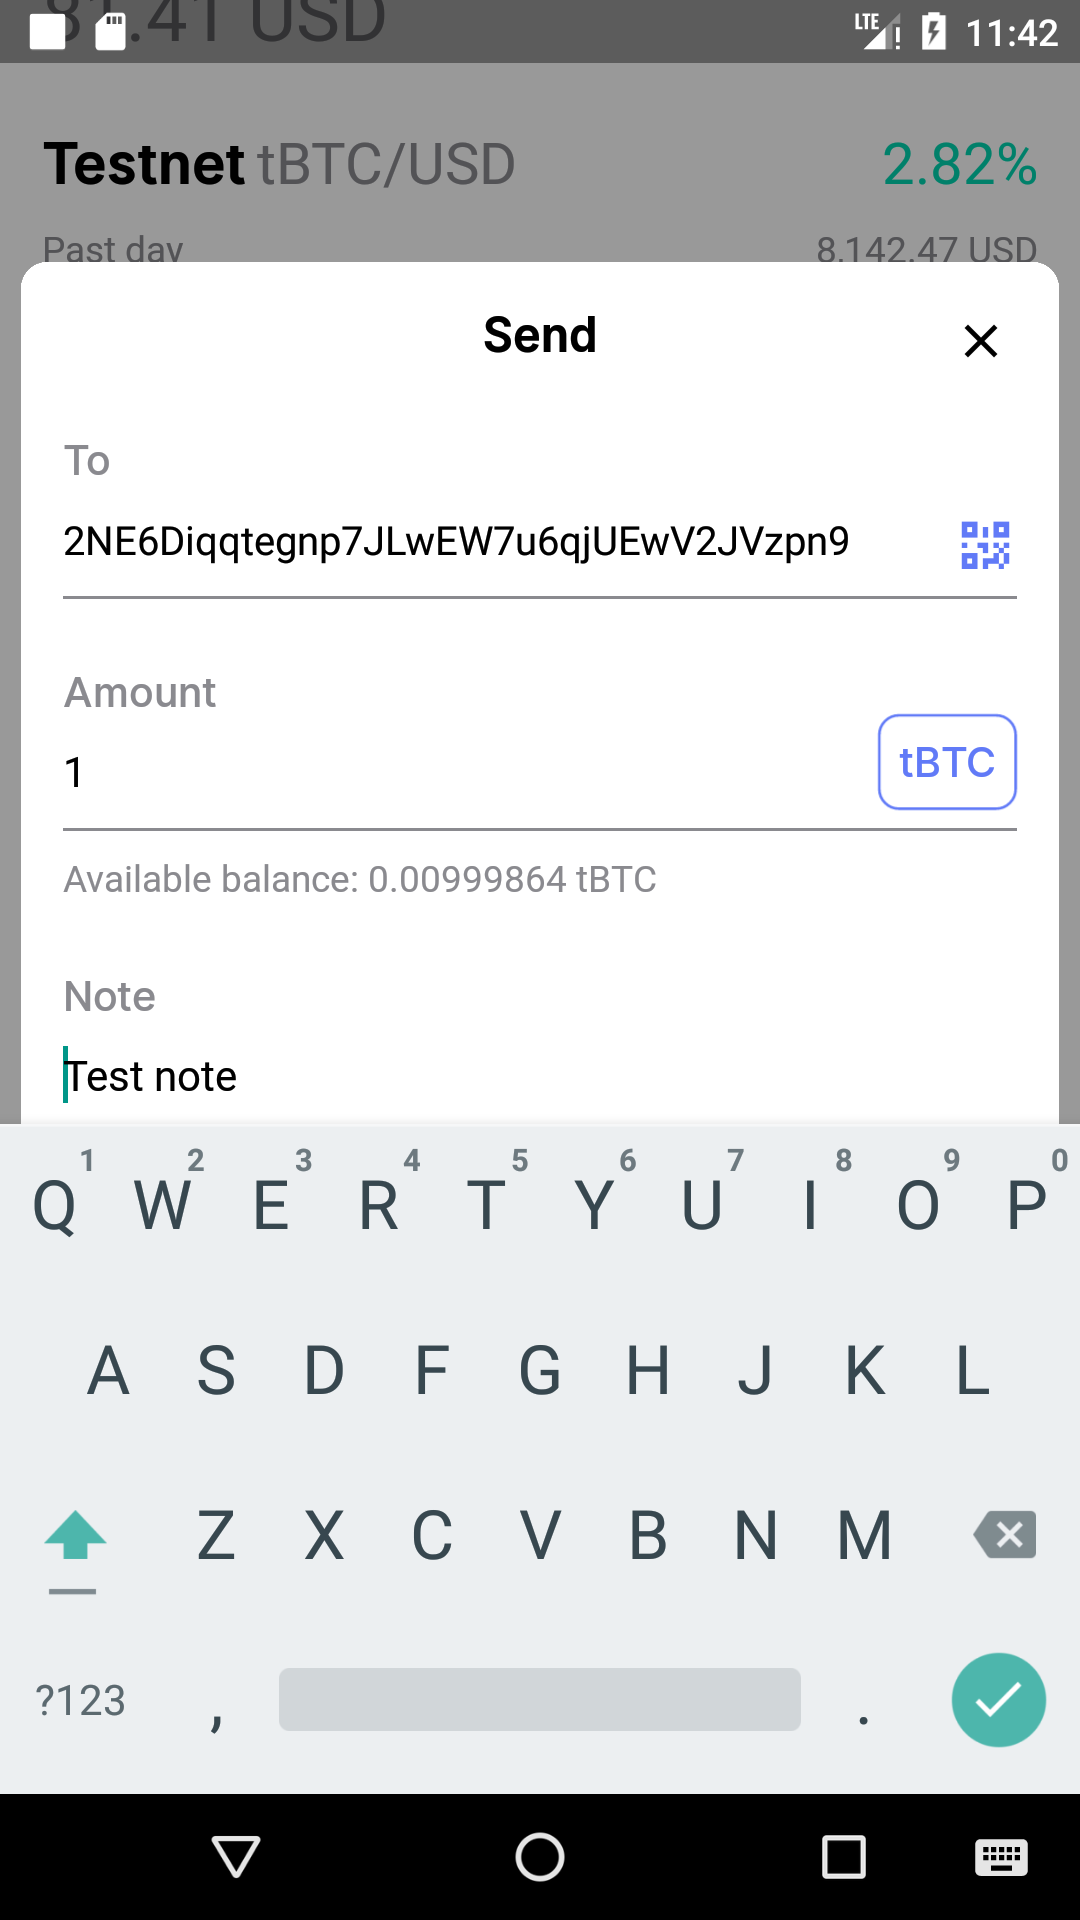 81.41 USD
LTE 11:42
Testnet tBTC/USD 2.82%
Past day 8,142.47 USD
Send
To
2NE6Diqqtegnp7JLwEW7u6qjUEwV2JVzpn9
Amount
1 tBTC
Available balance: 0.00999864 tBTC
Note
Test note
1 2 3 4 5 6 7 8 9 0
Q W E R T Y U I O P
A S D F G H J K L
Z X C V B N M
?123 , .